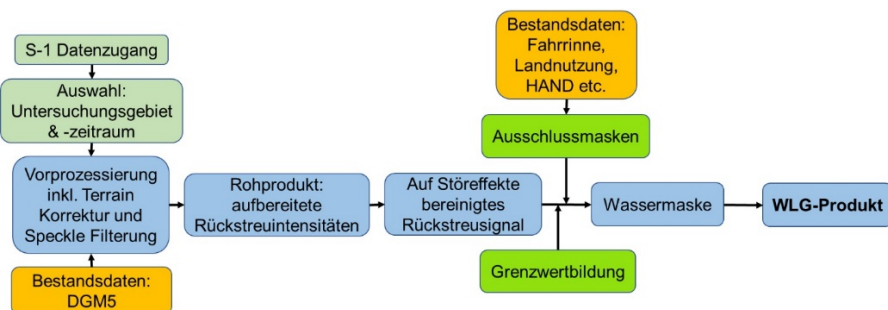 S-1 Datenzugang
Auswahl:
Untersuchungsgebiet
& -zeitraum
Vorprozessierung
inkl. Terrain
Korrektur und
Speckle Filterung
Bestandsdaten:
DGM5
Rohprodukt:
aufbereitete
Rückstreuintensitäten
Auf Störeffekte
bereinigtes
Rückstreusignal
Bestandsdaten:
Fahrrinne,
Landnutzung,
HAND etc.
Ausschlussmasken
Grenzwertbildung
Wassermaske
WLG-Produkt